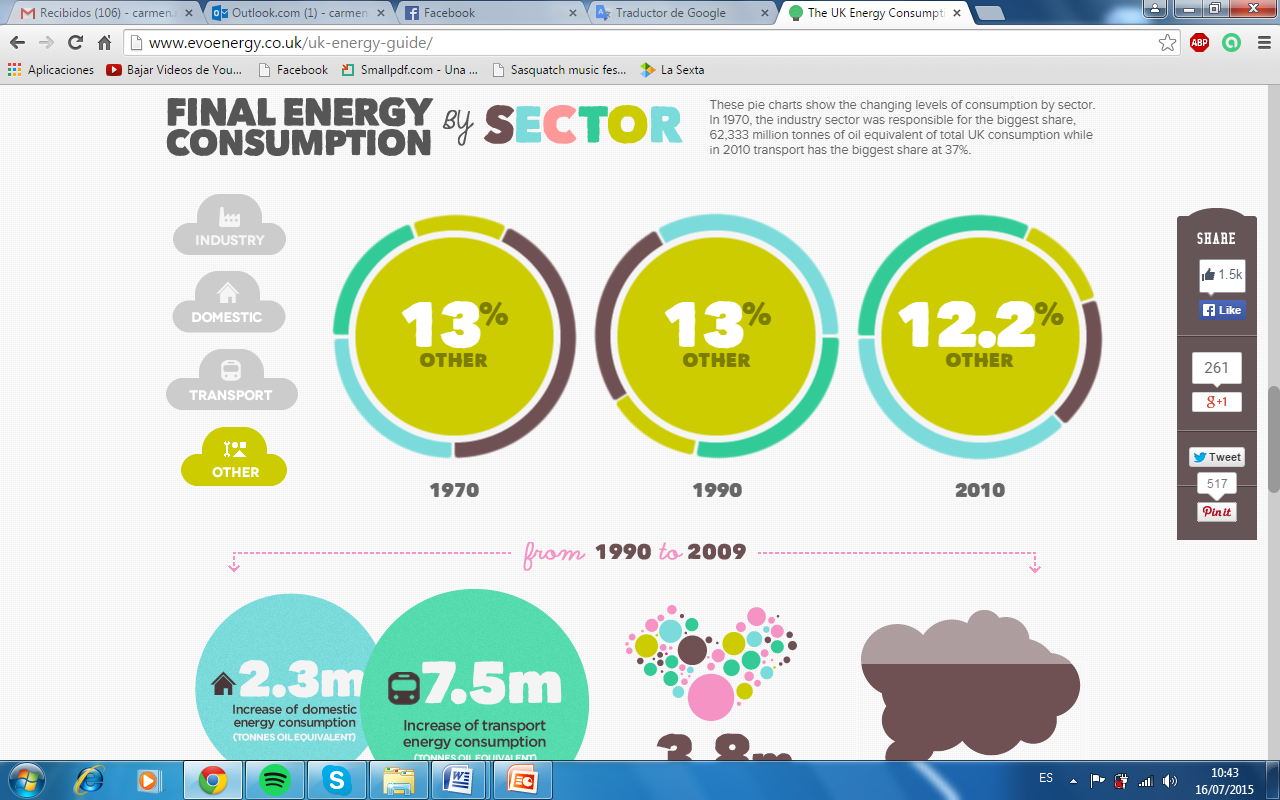 Recibidos (106) - carmen.
Outlook.com (1) - carmen
Facebook
Traductor de Google
The UK Energy Consumpti
www.evoenergy.co.uk/uk-energy-guide/
ABP
Aplicaciones
Bajar Videos de You...
Facebook
Smallpdf.com - Una ...
Sasquatch music fes...
La Sexta
FINAL ENERGY
CONSUMPTION
by SECTOR
These pie charts show the changing levels of consumption by sector.
In 1970, the industry sector was responsible for the biggest share,
62,333 million tonnes of oil equivalent of total UK consumption while
in 2010 transport has the biggest share at 37%.
INDUSTRY
DOMESTIC
TRANSPORT
OTHER
13%
OTHER
1970
13%
OTHER
1990
12.2%
OTHER
2010
SHARE
1.5k
Like
261
g+1
Tweet
517
Pin it
from 1990 to 2009
2.3m
Increase of domestic
energy consumption
(TONNES OIL EQUIVALENT)
7.5m
Increase of transport
energy consumption
(TONNES OIL EQUIVALENT)
3.8m
ES
10:43
16/07/2015